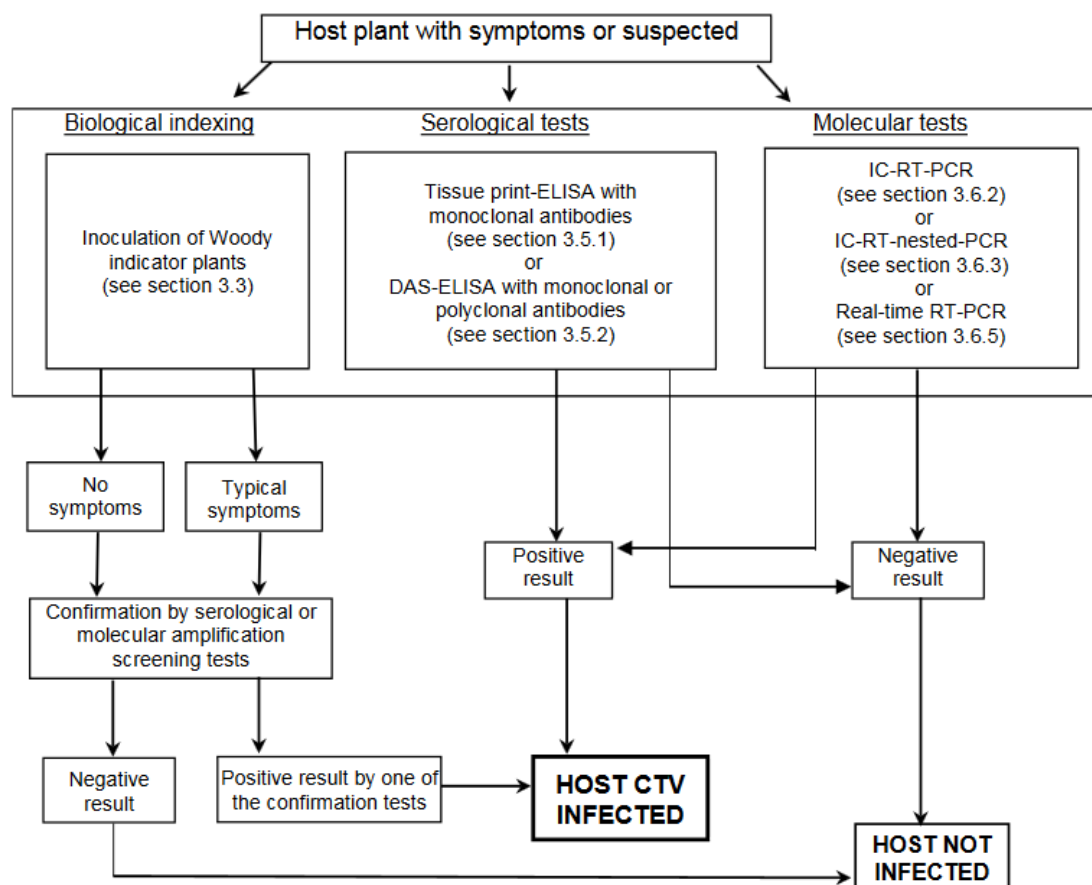 Host plant with symptoms or suspected
Biological indexing
Serological tests
Molecular tests
Inoculation of Woody
indicator plants
(see section 3.3)
Tissue print-ELISA with
monoclonal antibodies
(see section 3.5.1)
or
DAS-ELISA with monoclonal or
polyclonal antibodies
(see section 3.5.2)
IC-RT-PCR
(see section 3.6.2)
or
IC-RT-nested-PCR
(see section 3.6.3)
or
Real-time RT-PCR
(see section 3.6.5)
No
symptoms
Typical
symptoms
Positive
result
Negative
result
Confirmation by serological or
molecular amplification
screening tests
Negative
result
Positive result by one of
the confirmation tests
HOST CTV
INFECTED
HOST NOT
INFECTED